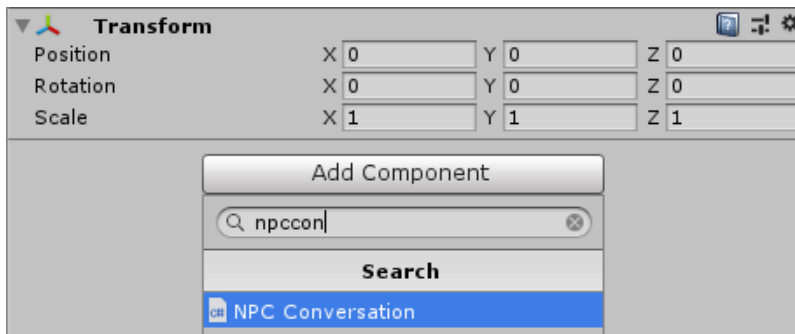 Transform
Position X 0 Y 0 Z 0
Rotation X 0 Y 0 Z 0
Scale X 1 Y 1 Z 1
Add Component
npccon
Search
c# NPC Conversation